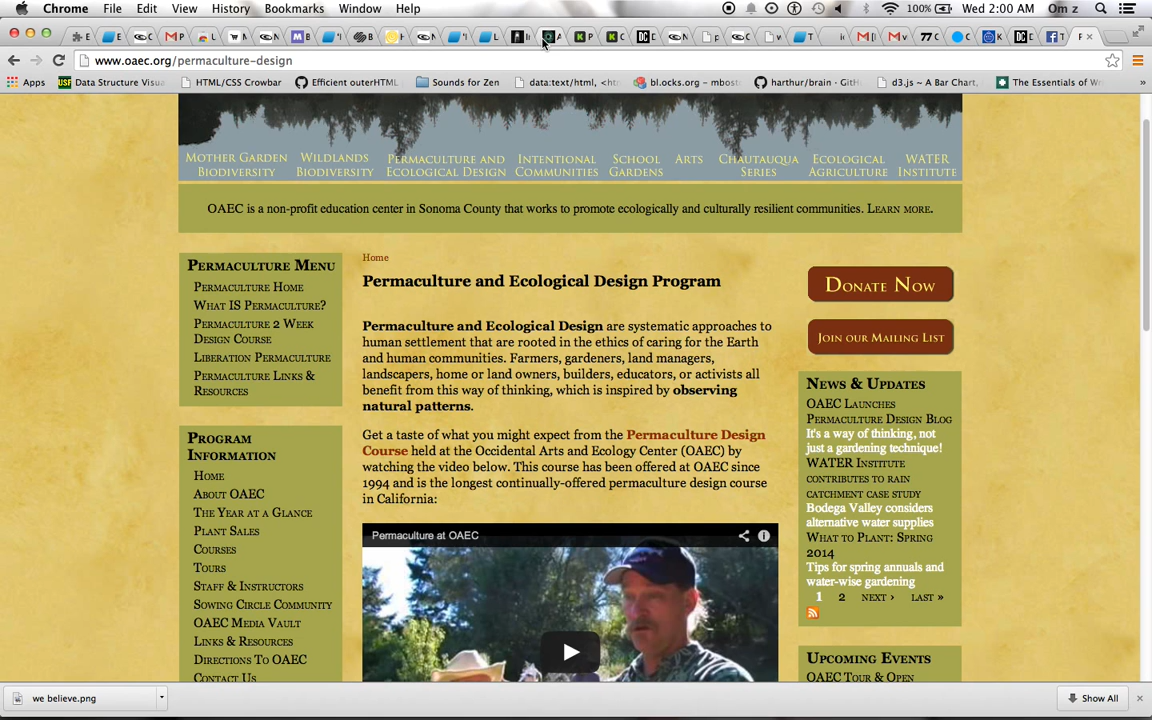 Chrome File Edit View History Bookmarks Window Help 100% Wed 2:00 AM Om z
www.oaec.org/permaculture-design
Apps Data Structure Visua HTML/CSS Crowbar Efficient outerHTML Sounds for Zen data:text/html, <ht bl.ocks.org - mbost harthur/brain · GitH d3.js ~ A Bar Chart, The Essentials of Wr
Mother Garden Biodiversity
Wildlands Biodiversity
Permaculture and Ecological Design
Intentional Communities
School Gardens
Arts
Chautauqua Series
Ecological Agriculture
WATER Institute
OAEC is a non-profit education center in Sonoma County that works to promote ecologically and culturally resilient communities. Learn more.
Permaculture Menu
Permaculture Home
What IS Permaculture?
Permaculture 2 Week
Design Course
Liberation Permaculture
Permaculture Links &
Resources
Program
Information
Home
About OAEC
The Year at a Glance
Plant Sales
Courses
Tours
Staff & Instructors
Sowing Circle Community
OAEC Media Vault
Links & Resources
Directions To OAEC
Contact Us
Home
Permaculture and Ecological Design Program
Permaculture and Ecological Design are systematic approaches to
human settlement that are rooted in the ethics of caring for the Earth
and human communities. Farmers, gardeners, land managers,
landscapers, home or land owners, builders, educators, or activists all
benefit from this way of thinking, which is inspired by observing
natural patterns.
Get a taste of what you might expect from the Permaculture Design
Course held at the Occidental Arts and Ecology Center (OAEC) by
watching the video below. This course has been offered at OAEC since
1994 and is the longest continually-offered permaculture design course
in California:
Permaculture at OAEC
Donate Now
Join our Mailing List
News & Updates
OAEC Launches
Permaculture Design Blog
It's a way of thinking, not
just a gardening technique!
WATER Institute
contributes to rain
catchment case study
Bodega Valley considers
alternative water supplies
What to Plant: Spring
2014
Tips for spring annuals and
water-wise gardening
1 2 next › last »
Upcoming Events
OAEC Tour & Open
we believe.png
Show All